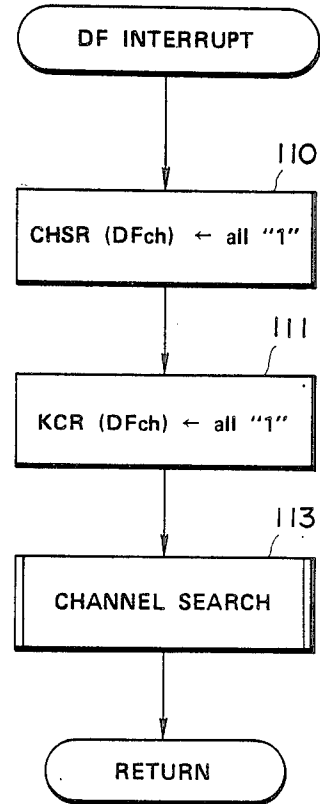 DF INTERRUPT
110
CHSR (DFch) ← all "1"
111
KCR (DFch) ← all "1"
113
CHANNEL SEARCH
RETURN